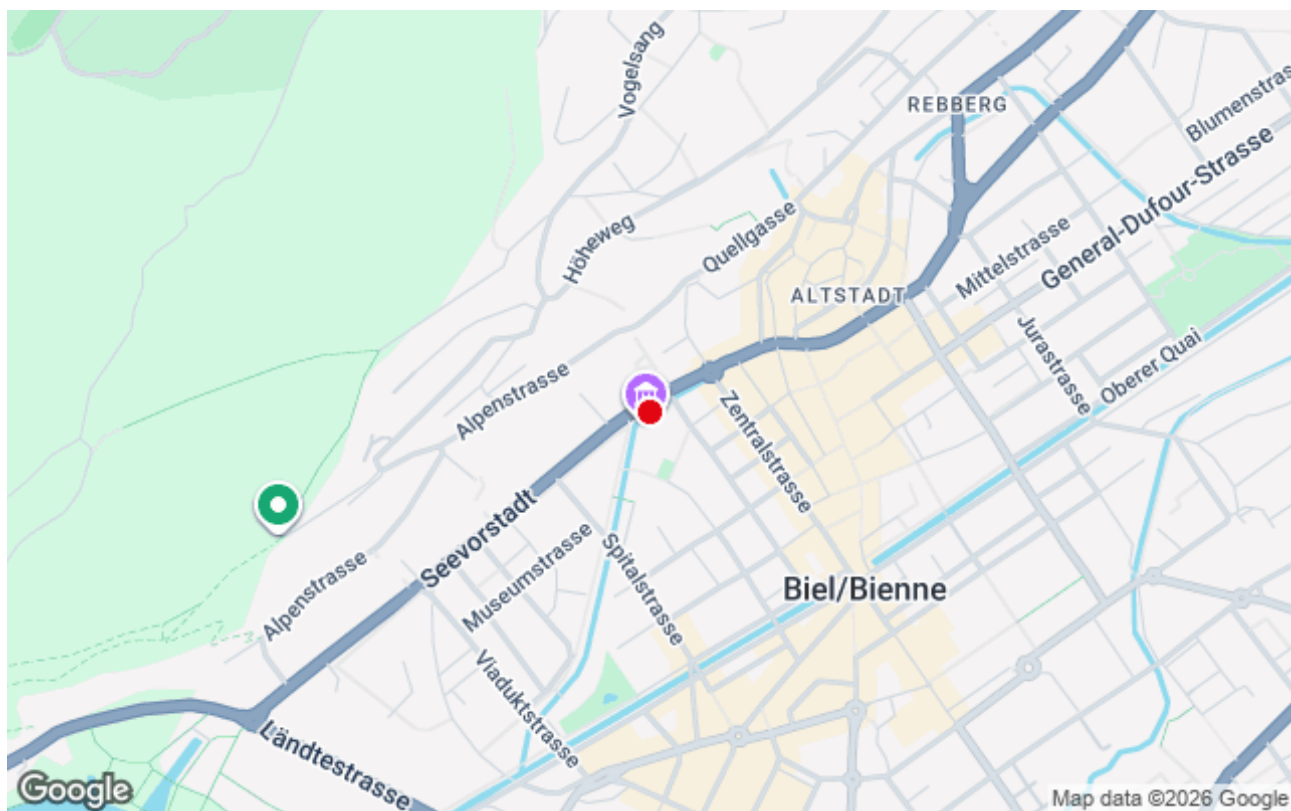 Vogelsang
REBBERG
Blumenstras
General-Dufour-Strasse
Höheweg
Quellgasse
Mittelstrasse
ALTSTADT
Jurastrasse
Oberer Quai
Alpenstrasse
Zentralstrasse
Seevorstadt
Museumstrasse
Spitalstrasse
Alpenstrasse
Biel/Bienne
Viaduktstrasse
Ländtestrasse
Google
Map data ©2026 Google